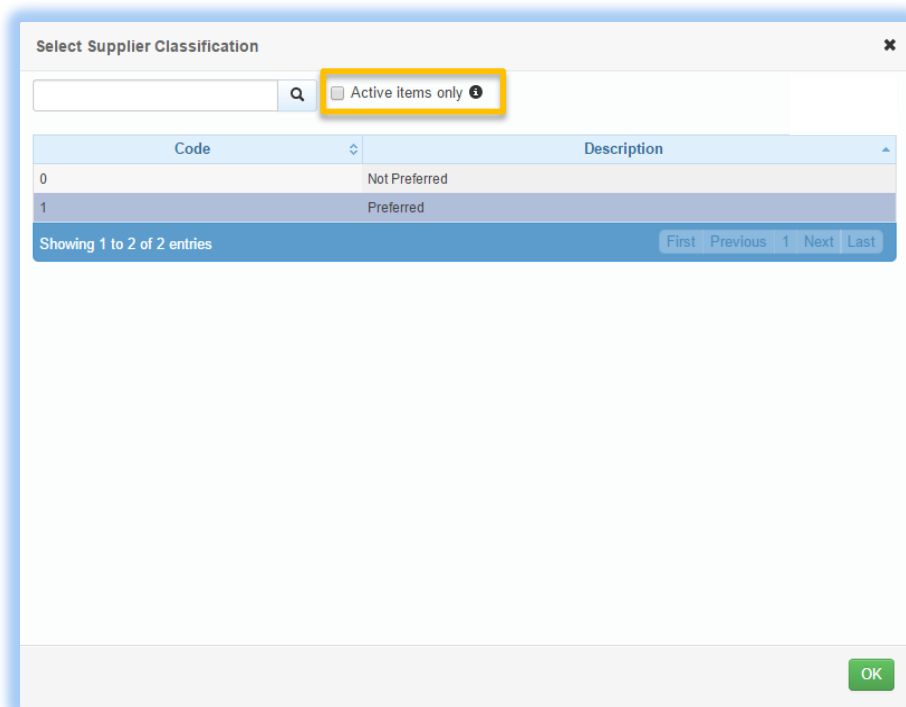 Select Supplier Classification
Active items only
Code Description
0 Not Preferred
1 Preferred
Showing 1 to 2 of 2 entries First Previous 1 Next Last
OK